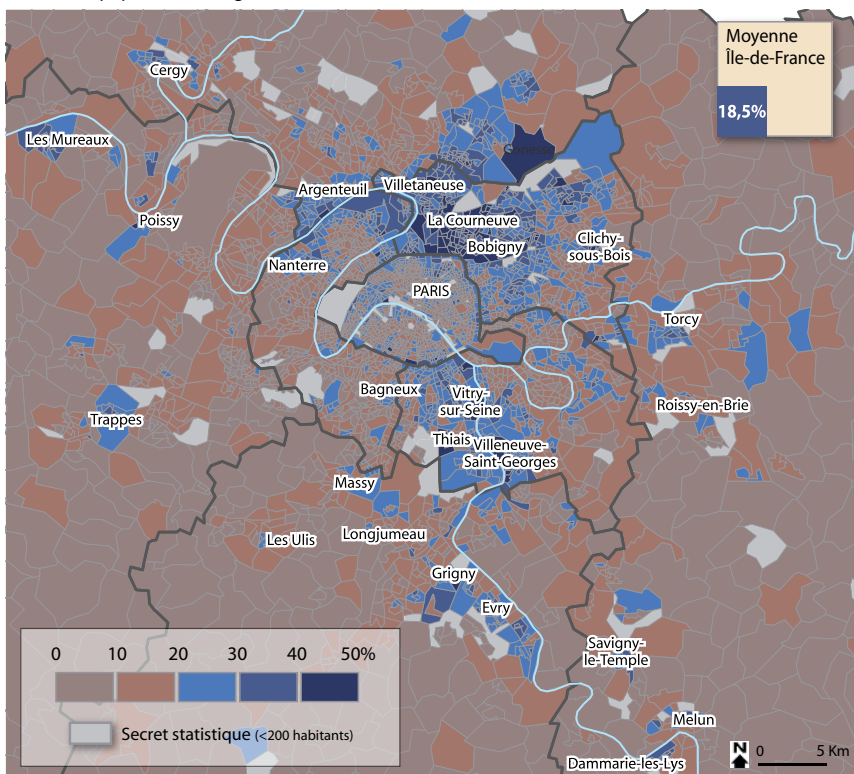 Moyenne
Île-de-France
18,5%
Cergy
Les Mureaux
Poissy
Argenteuil
Villetaneuse
La Courneuve
Bobigny
Clichy-
sous-Bois
Nanterre
PARIS
Torcy
Bagneux
Vitry-
sur-Seine
Trappes
Roissy-en-Brie
Thiais
Villeneuve-
Saint-Georges
Massy
Longjumeau
Les Ulis
Grigny
Evry
Savigny-
le-Temple
Melun
Dammarie-les-Lys
0 10 20 30 40 50%
Secret statistique (<200 habitants)
N
0 5 Km